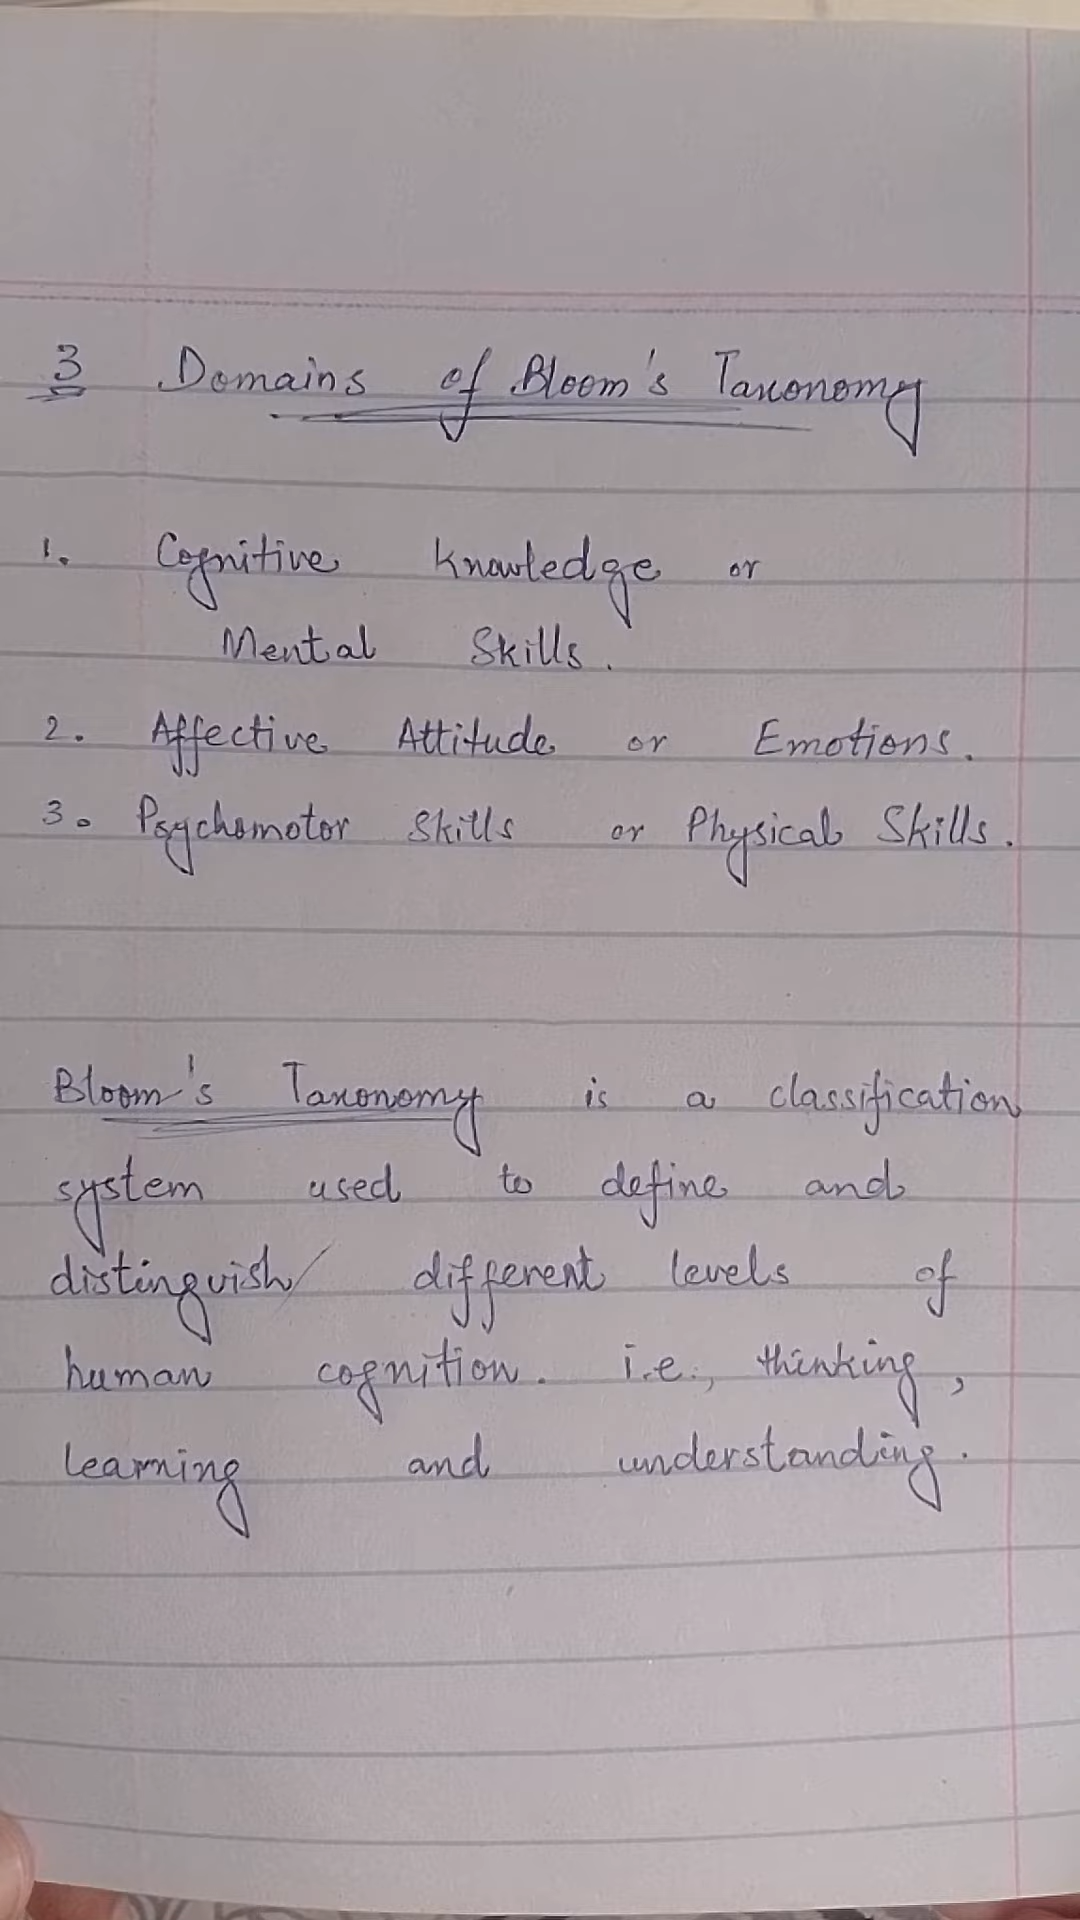 3 Domains of Bloom's Taxonomy
1. Cognitive Knowledge or
Mental Skills.
2. Affective Attitude or Emotions.
3. Psychomotor Skills or Physical Skills.
Bloom's Taxonomy is a classification
system used to define and
distinguish different levels of
human cognition. i.e., thinking,
learning and understanding.